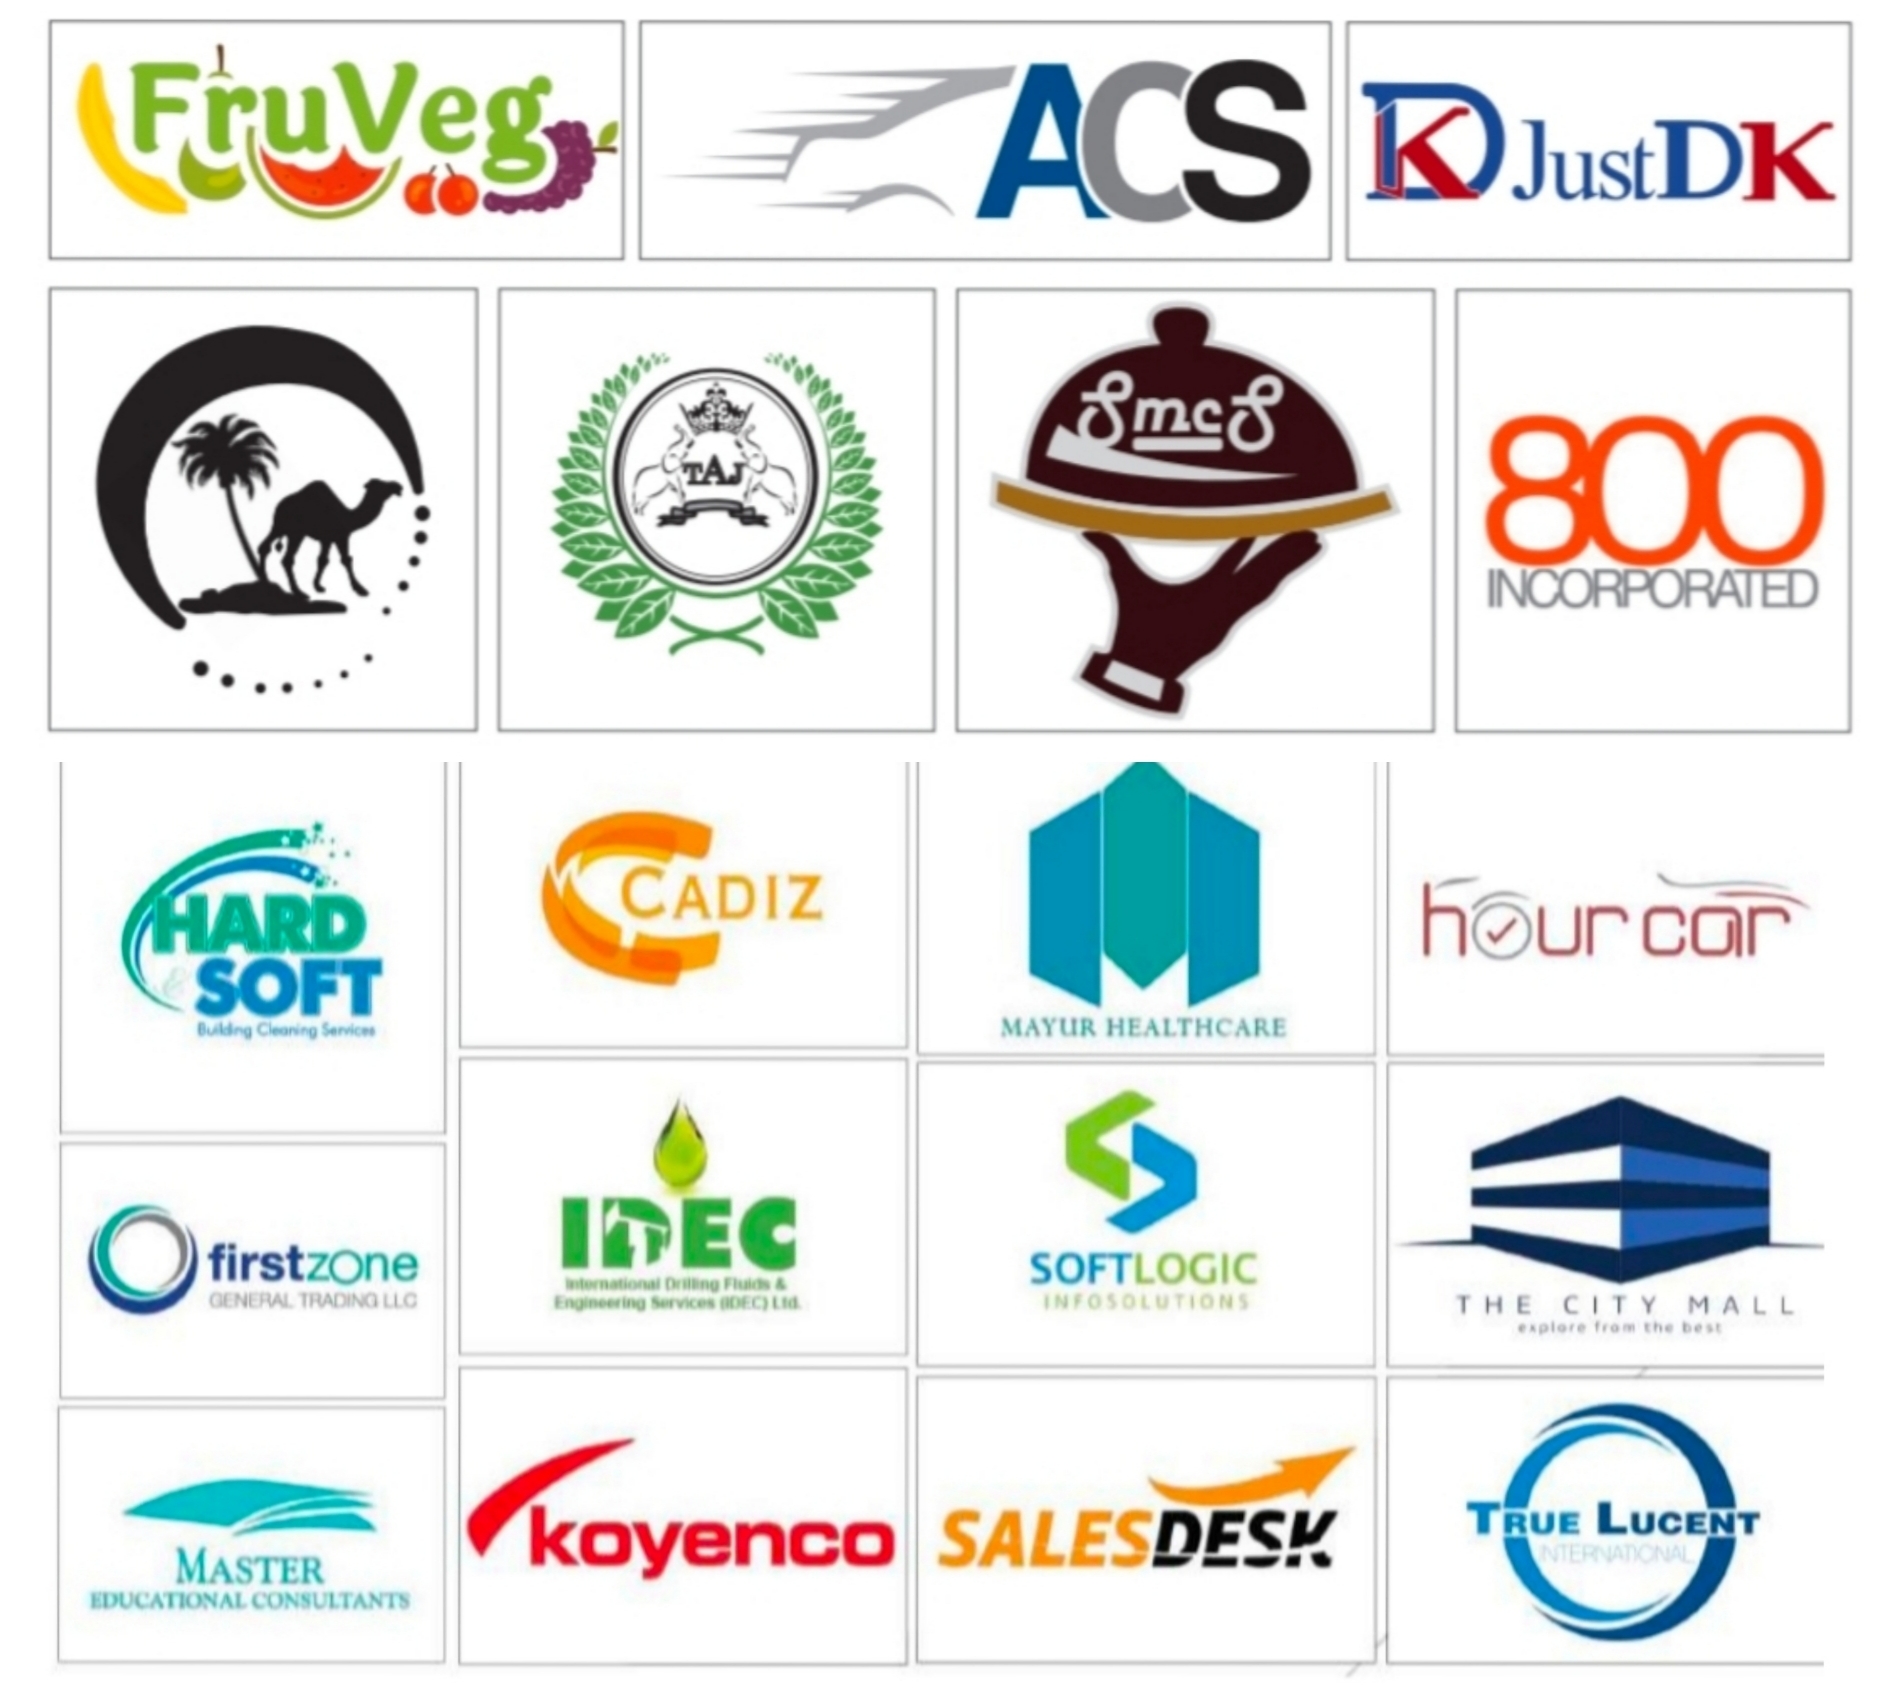 FruVeg
ACS
DK JustDK
TAJ
SmcS
800
INCORPORATED
HARD
& SOFT
Building Cleaning Services
CADIZ
MAYUR HEALTHCARE
hour car
firstzone
GENERAL TRADING LLC
IDEC
International Drilling Fluids &
Engineering Services (IDEC) Ltd.
SOFTLOGIC
INFOSOLUTIONS
THE CITY MALL
explore from the best
MASTER
EDUCATIONAL CONSULTANTS
koyenco
SALESDESK
TRUE LUCENT
INTERNATIONAL